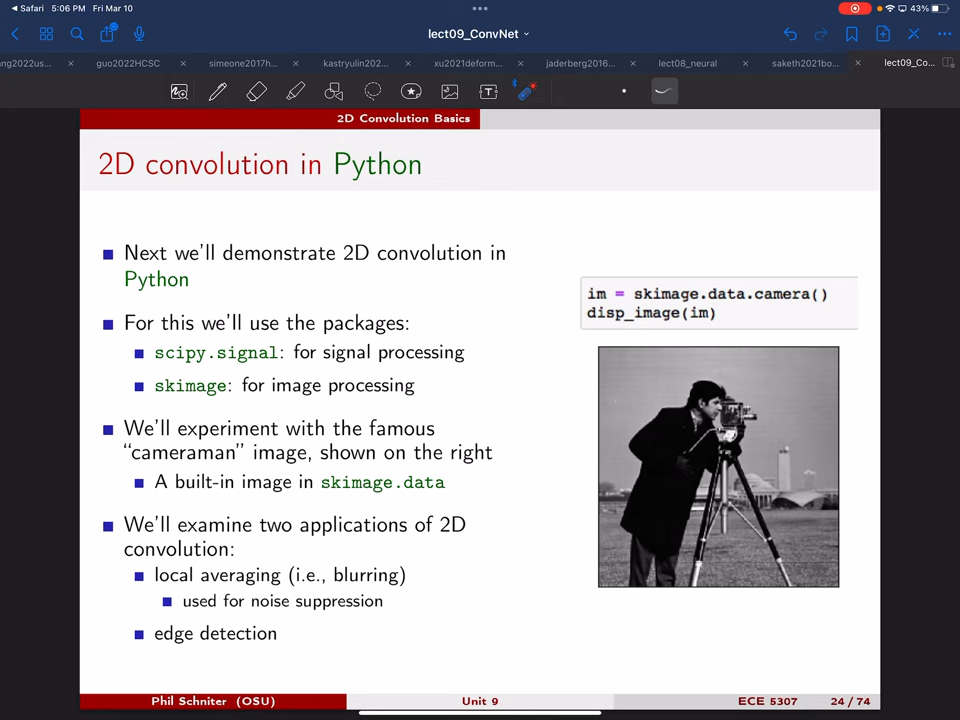 Safari 5:06 PM Fri Mar 10
43%
lect09_ConvNet
ang2022us...
guo2022HCSC
simeone2017h...
kastryulin202...
xu2021deform...
jaderberg2016...
lect08_neural
saketh2021bo...
lect09_Co...
2D Convolution Basics
2D convolution in Python
Next we'll demonstrate 2D convolution in
Python
For this we'll use the packages:
scipy.signal: for signal processing
skimage: for image processing
We'll experiment with the famous
"cameraman" image, shown on the right
A built-in image in skimage.data
We'll examine two applications of 2D
convolution:
local averaging (i.e., blurring)
used for noise suppression
edge detection
im = skimage.data.camera()
disp_image(im)
Phil Schniter (OSU)
Unit 9
ECE 5307
24 / 74